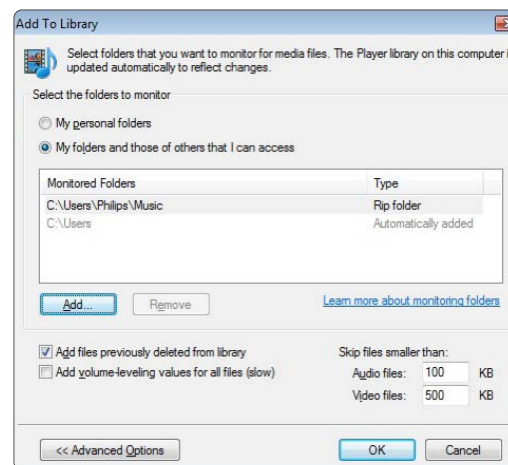 Add To Library
Select folders that you want to monitor for media files. The Player library on this computer i
updated automatically to reflect changes.
Select the folders to monitor
My personal folders
My folders and those of others that I can access
Monitored Folders Type
C:\Users\Philips\Music Rip folder
C:\Users Automatically added
Add... Remove Learn more about monitoring folders
Add files previously deleted from library Skip files smaller than:
Add volume-leveling values for all files (slow) Audio files: 100 KB
Video files: 500 KB
<< Advanced Options OK Cancel